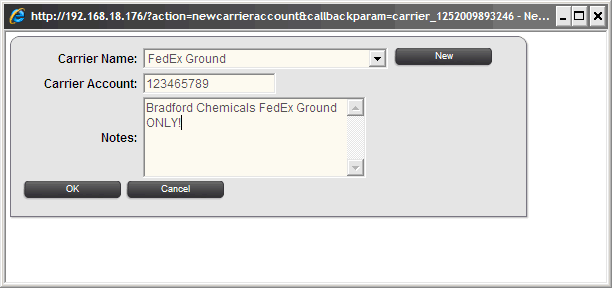 http://192.168.18.176/?action=newcarrieraccount&callbackparam=carrier_1252009893246 - Ne...
Carrier Name: FedEx Ground New
Carrier Account: 123465789
Notes: Bradford Chemicals FedEx Ground
ONLY!
OK Cancel